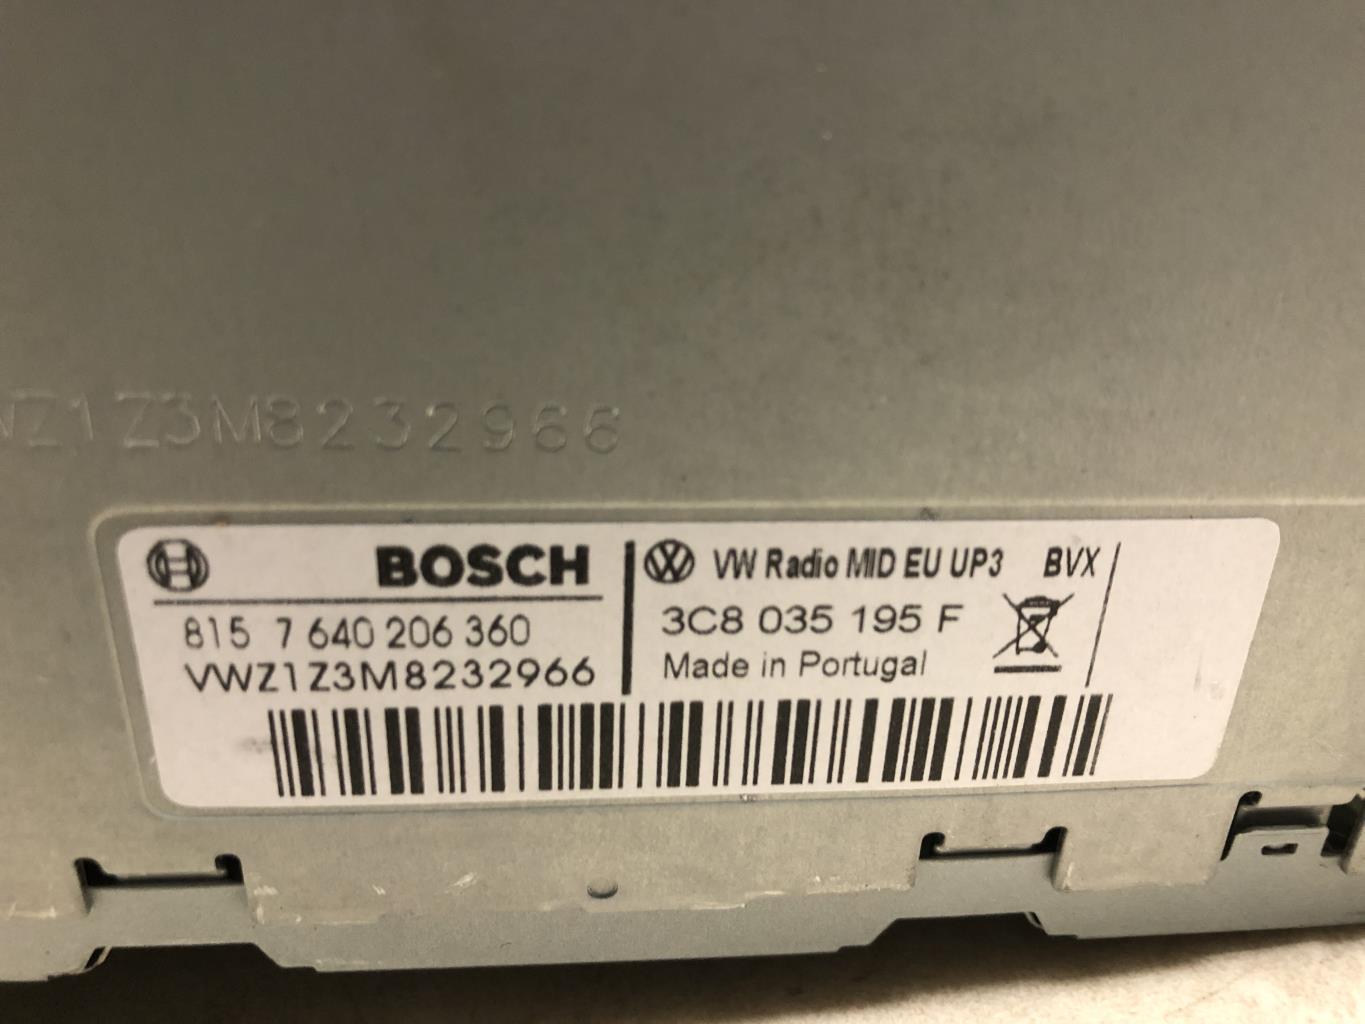 WZ1Z3M8232966
BOSCH
815 7 640 206 360
VWZ1Z3M8232966
VW Radio MID EU UP3 BVX
3C8 035 195 F
Made in Portugal